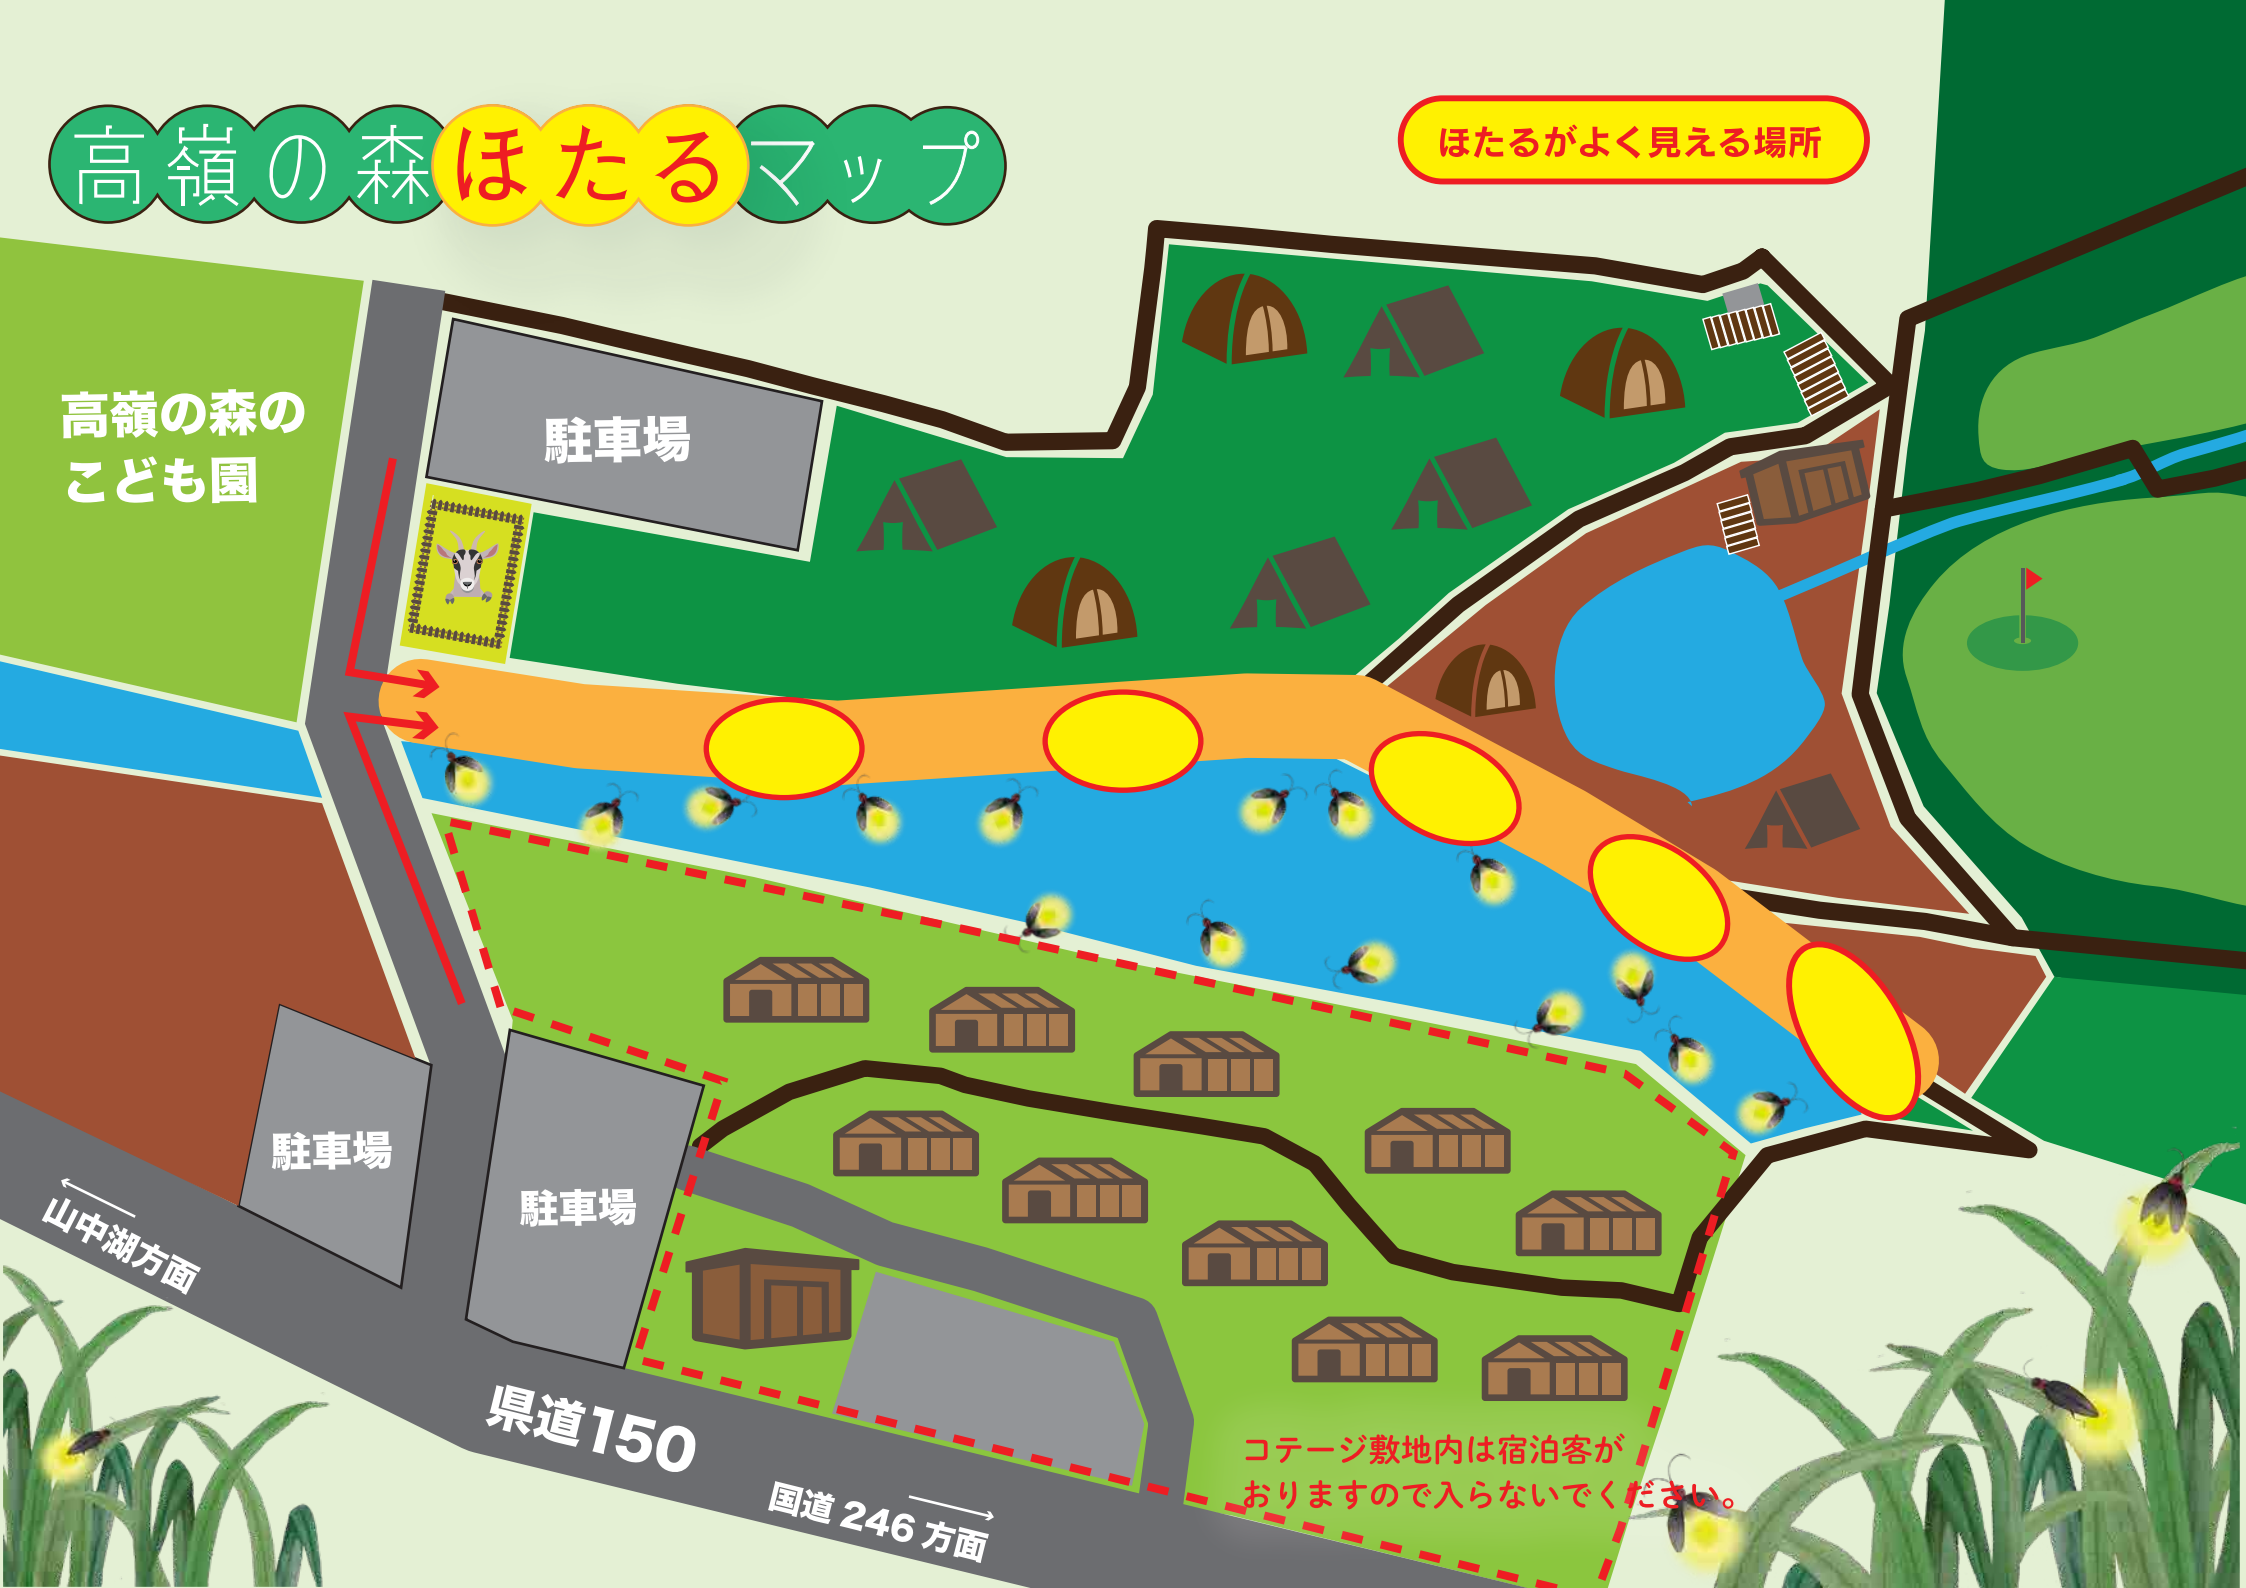 高嶺の森ほたるマップ
ほたるがよく見える場所
高嶺の森の
こども園
駐車場
駐車場
駐車場
山中湖方面
県道150
国道 246 方面
コテージ敷地内は宿泊客が
おりますので入らないでください。